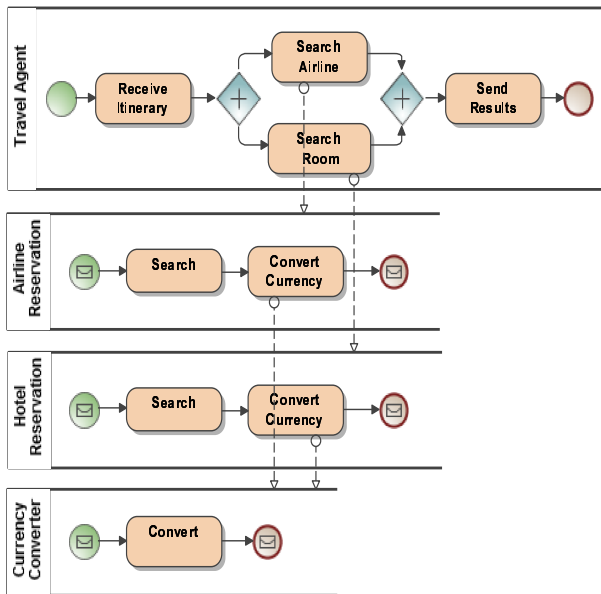 Travel Agent
Receive
Itinerary
Search
Airline
Search
Room
Send
Results
Airline
Reservation
Search
Convert
Currency
Hotel
Reservation
Search
Convert
Currency
Currency
Converter
Convert